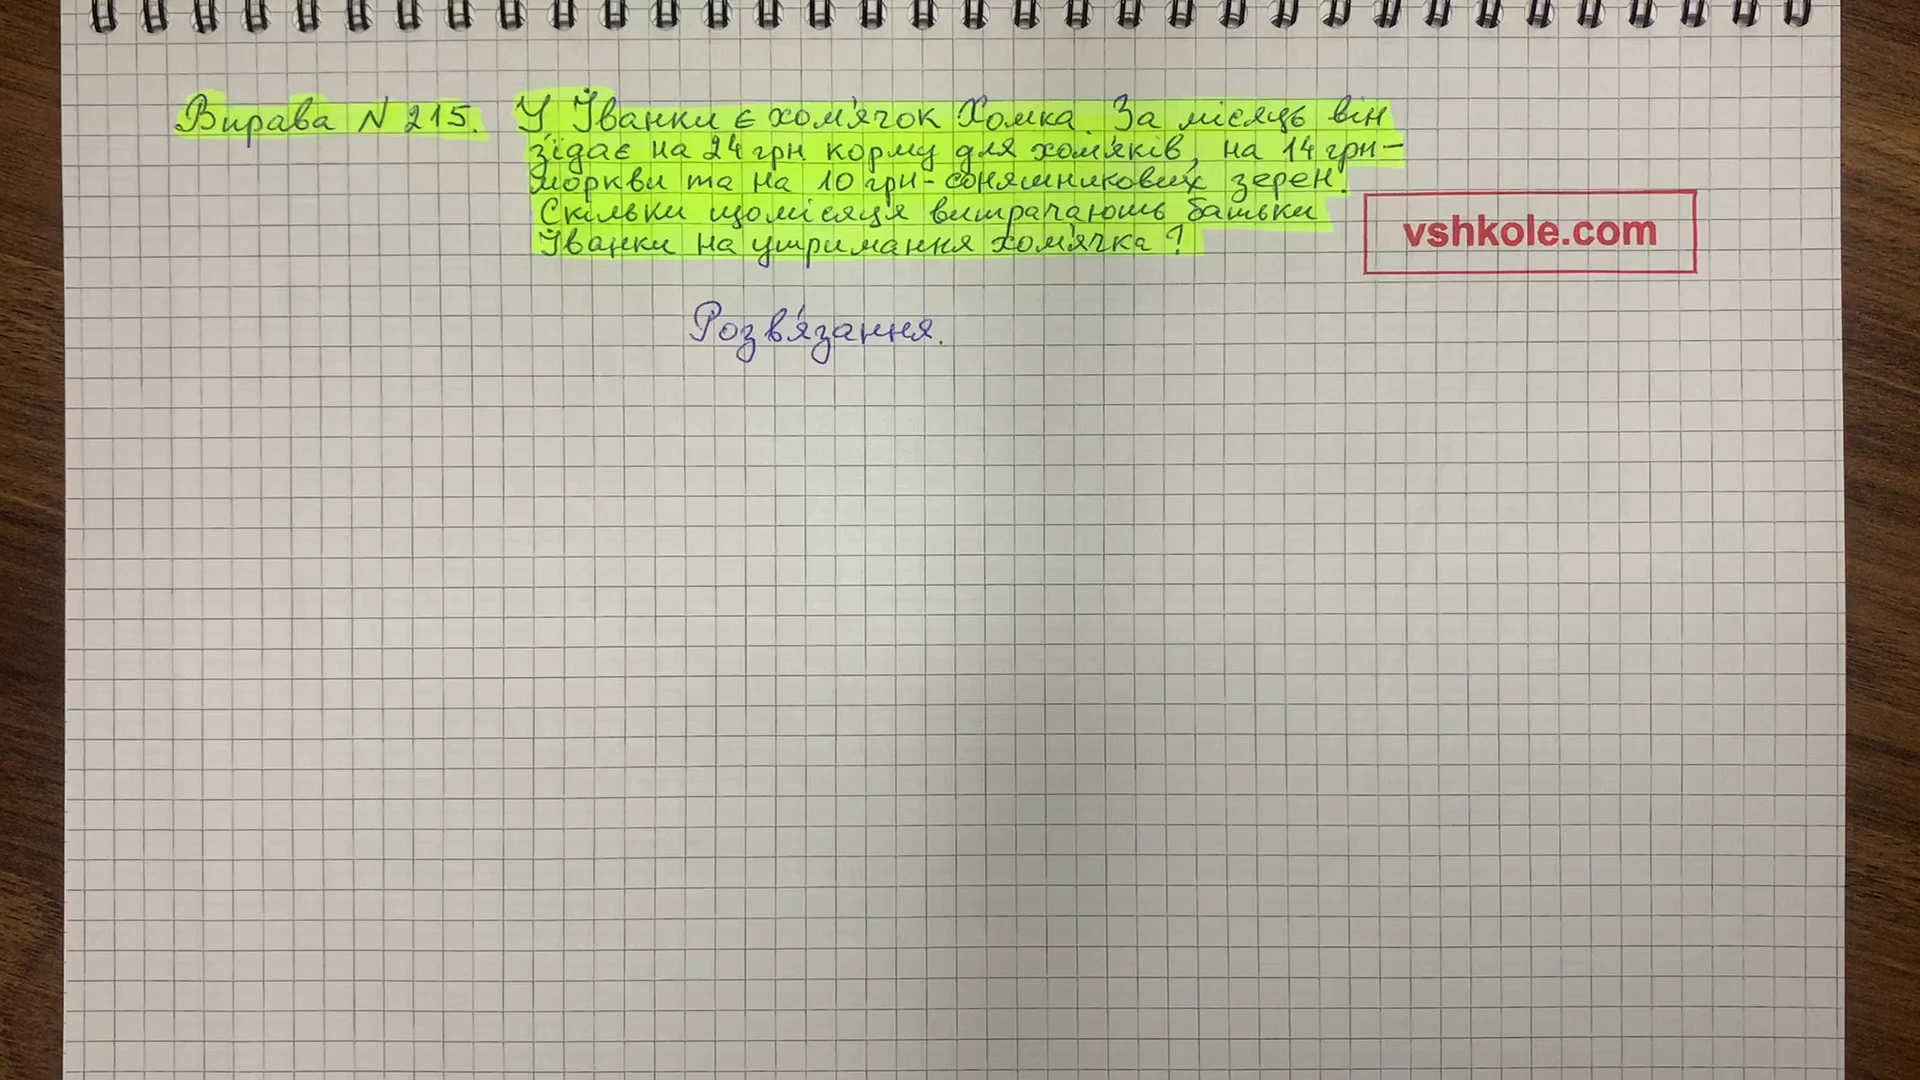 Вправа N 215. У Іванки є хом'ячок Хомка. За місяць він
з'їдає на 24 грн корму для хом'яків, на 14 грн -
моркви та на 10 грн - соняшникових зерен.
Скільки щомісяця витрачають батьки
Іванки на утримання хом'ячка?
vshkole.com
Розв'язання.